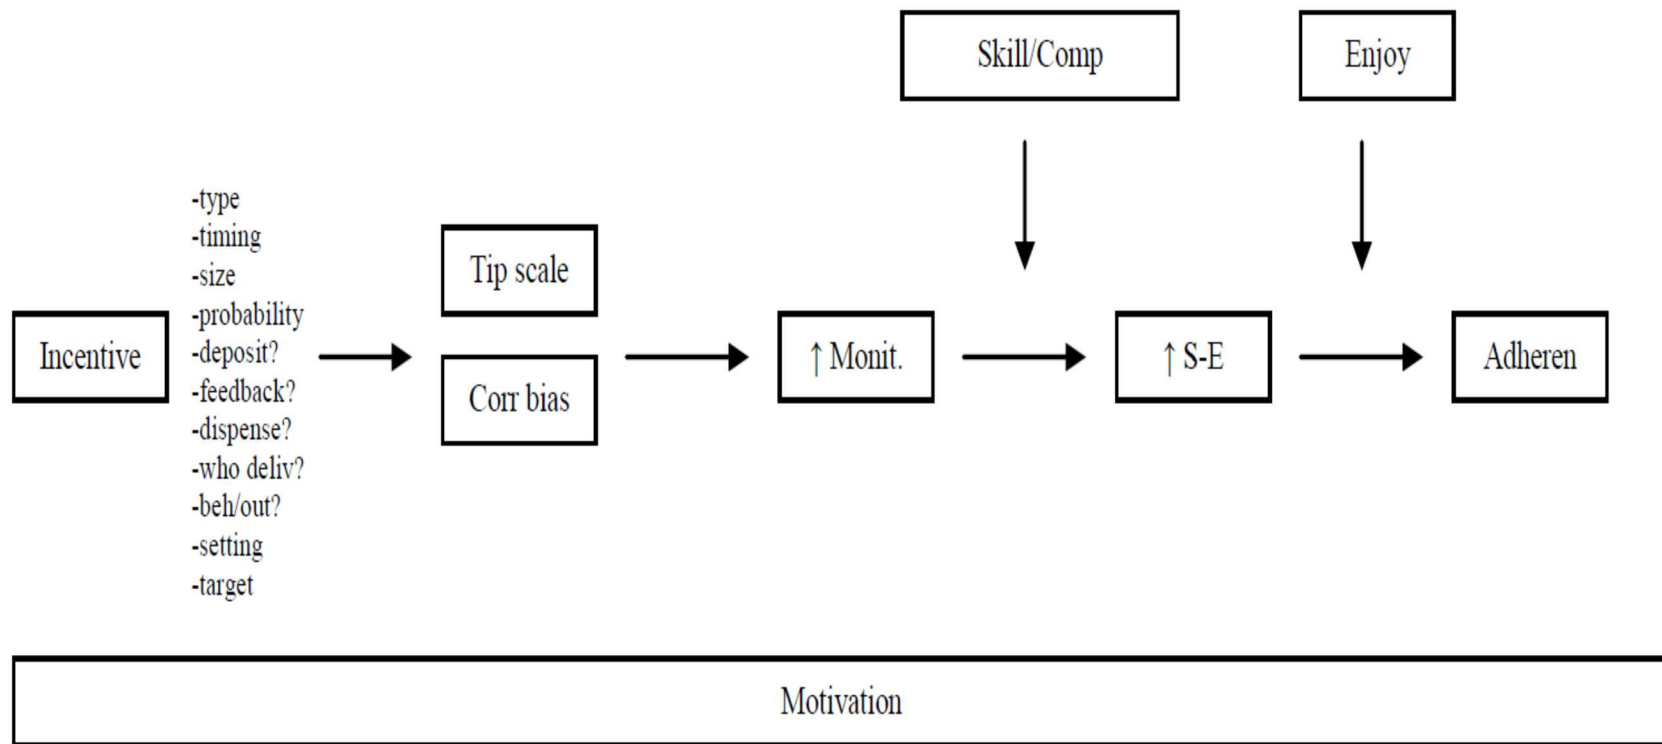 Skill/Comp
Enjoy
Incentive
-type
-timing
-size
-probability
-deposit?
-feedback?
-dispense?
-who deliv?
-beh/out?
-setting
-target
Tip scale
Corr bias
↑ Monit.
↑ S-E
Adheren
Motivation